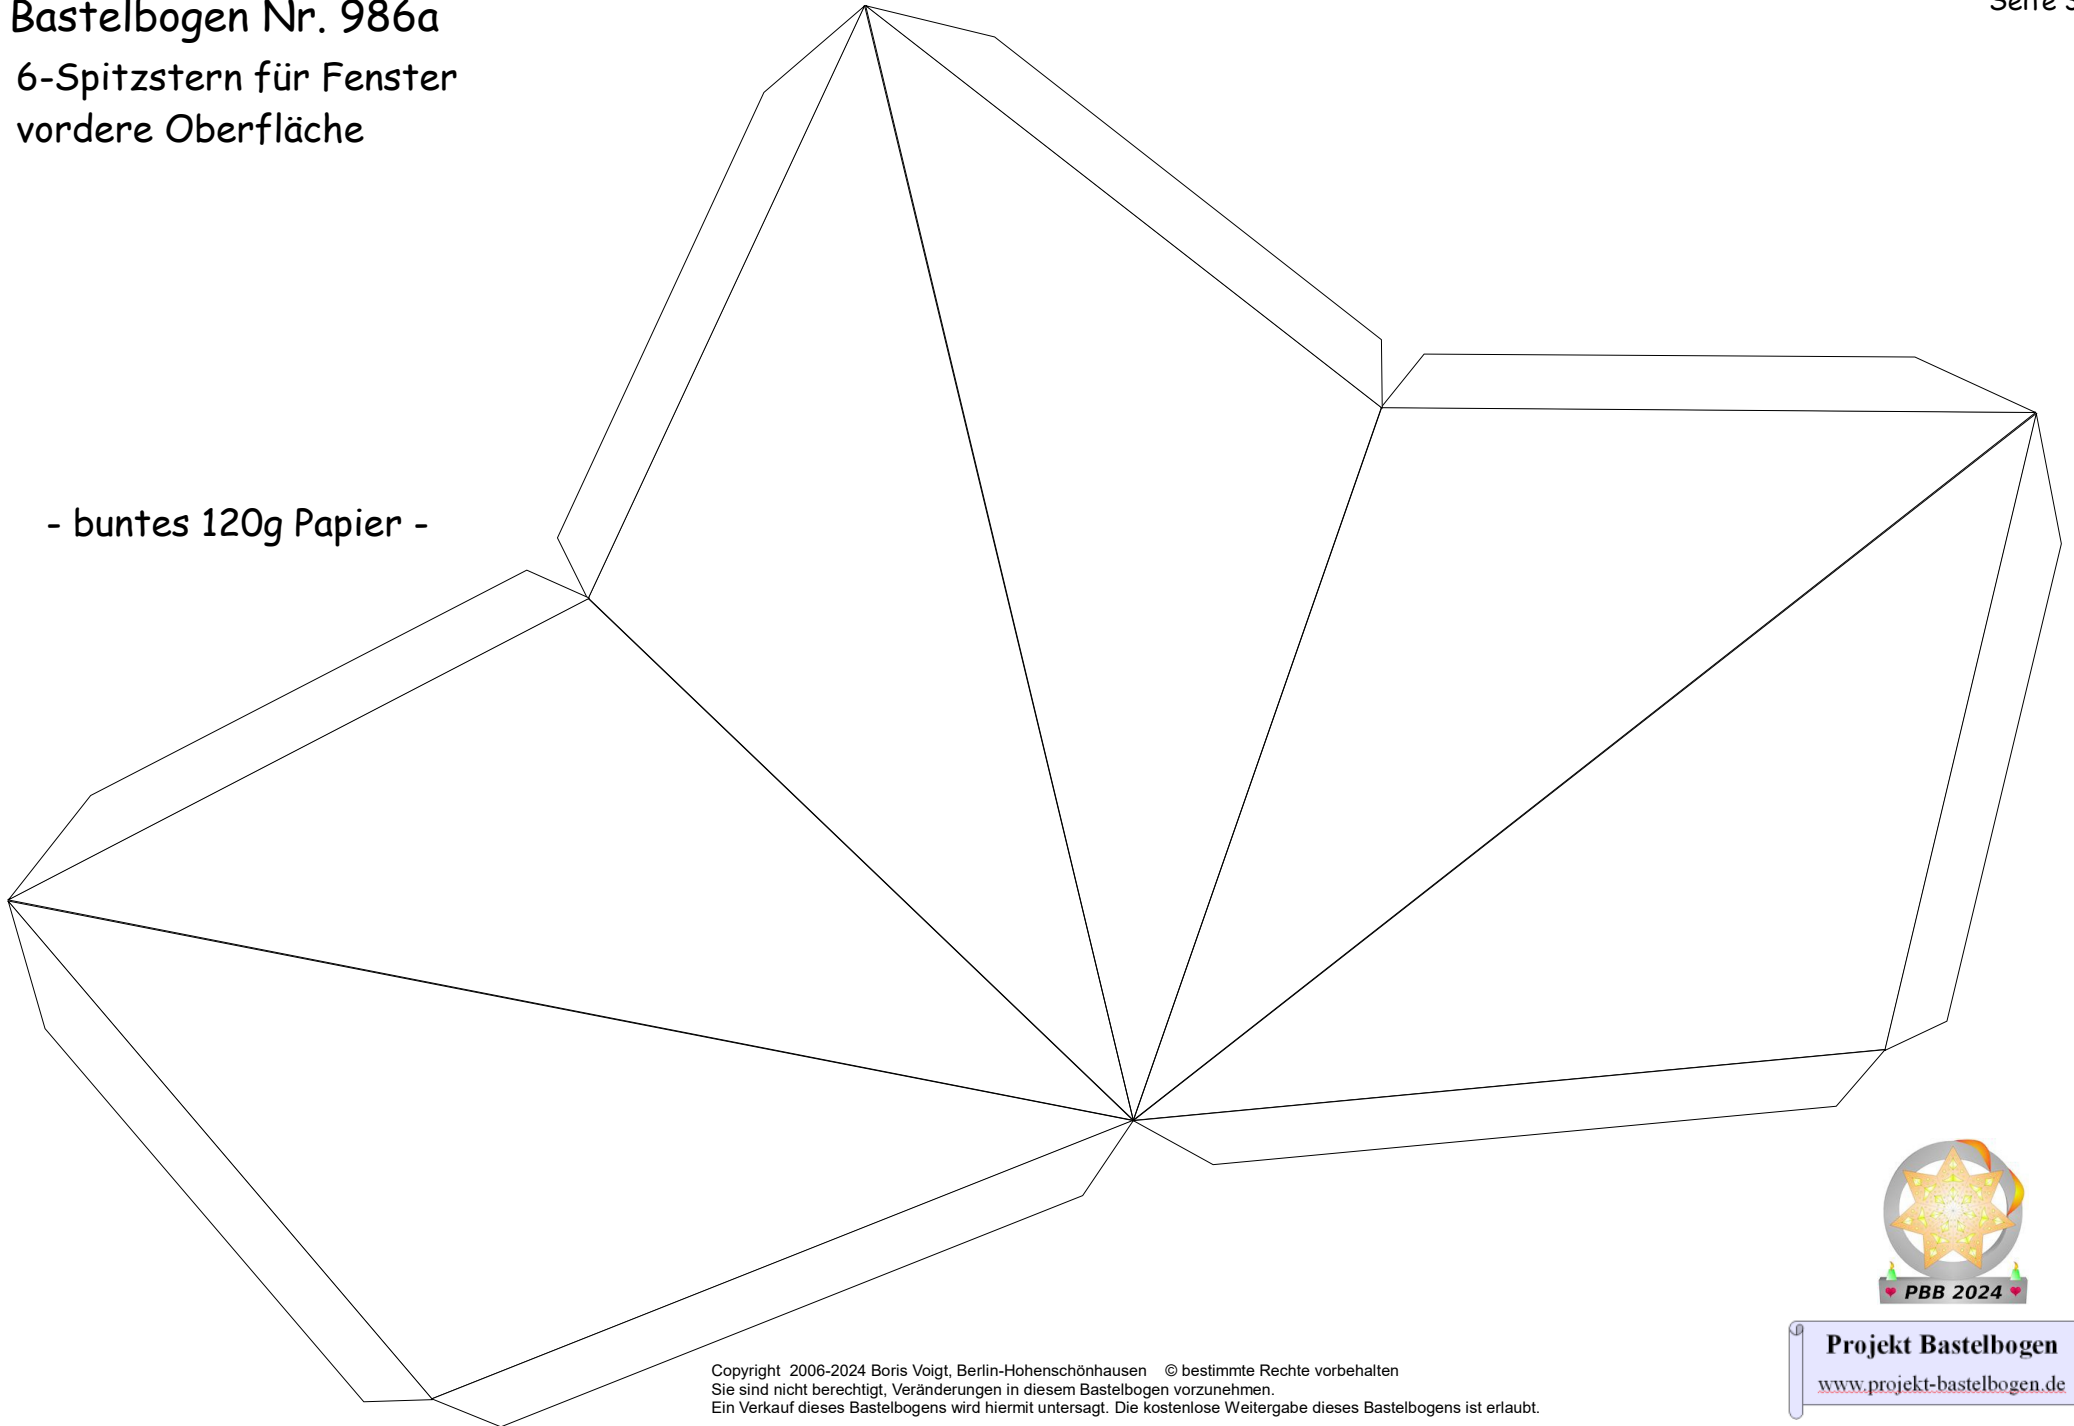 Bastelbogen Nr. 986a
Seite
6-Spitzstern für Fenster
vordere Oberfläche
- buntes 120g Papier -
PBB 2024
Projekt Bastelbogen
www.projekt-bastelbogen.de
Copyright 2006-2024 Boris Voigt, Berlin-Hohenschönhausen © bestimmte Rechte vorbehalten
Sie sind nicht berechtigt, Veränderungen in diesem Bastelbogen vorzunehmen.
Ein Verkauf dieses Bastelbogens wird hiermit untersagt. Die kostenlose Weitergabe dieses Bastelbogens ist erlaubt.